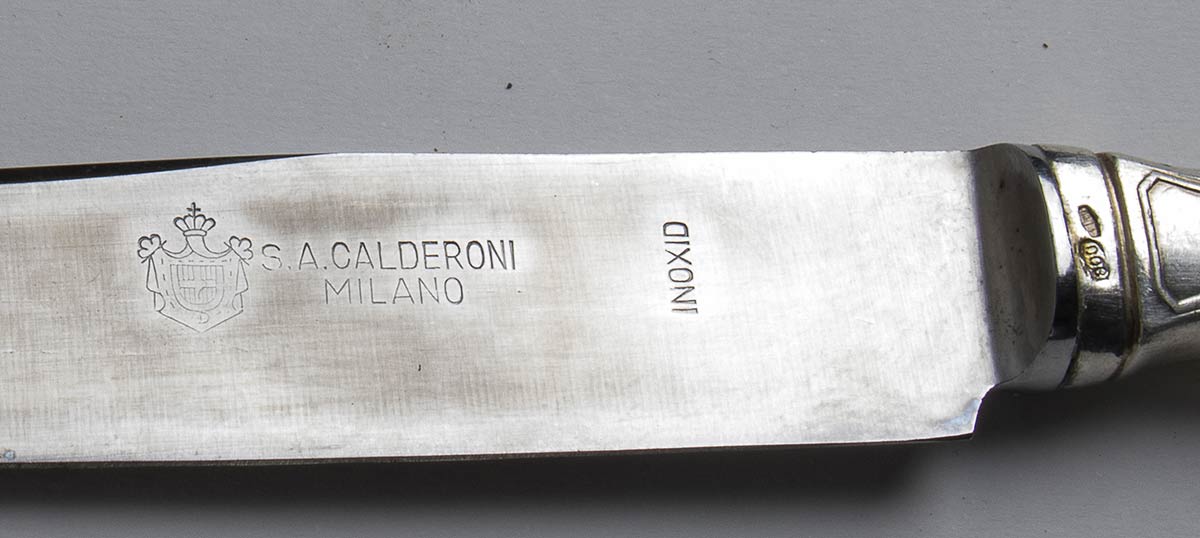 S. A. CALDERONI
MILANO
INOXID
800